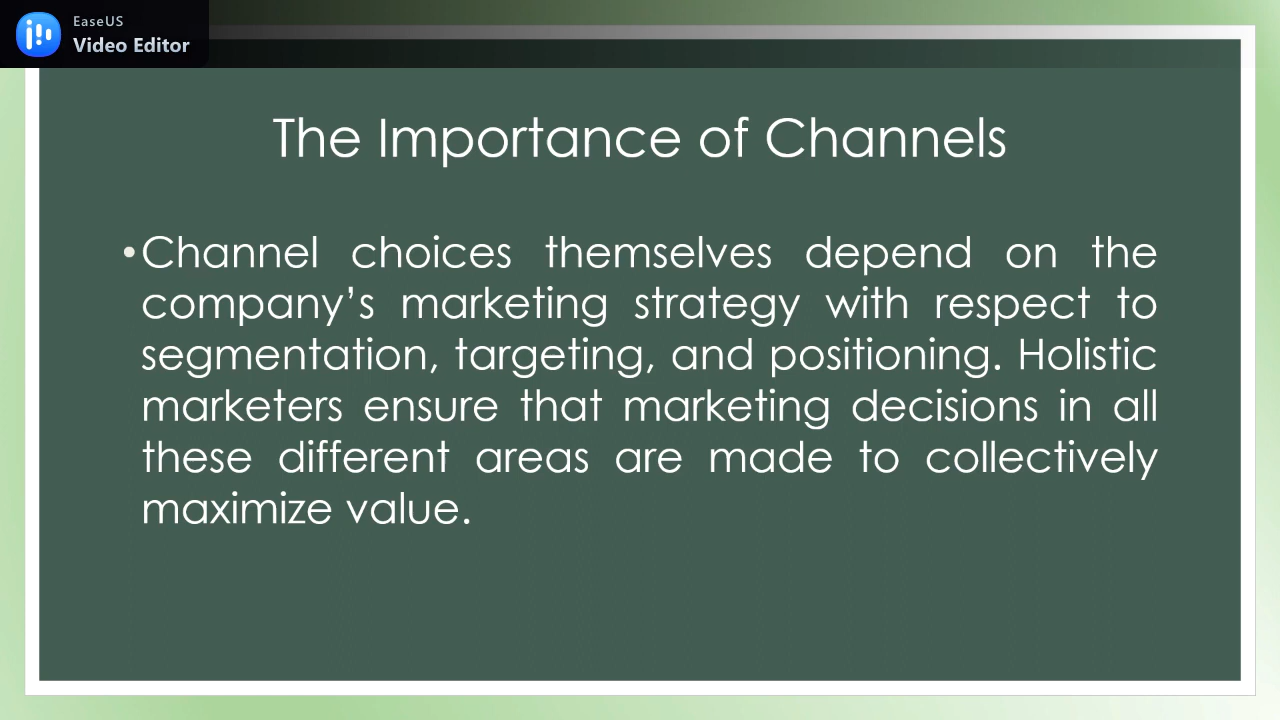 EaseUS
Video Editor
The Importance of Channels
•Channel choices themselves depend on the
company’s marketing strategy with respect to
segmentation, targeting, and positioning. Holistic
marketers ensure that marketing decisions in all
these different areas are made to collectively
maximize value.